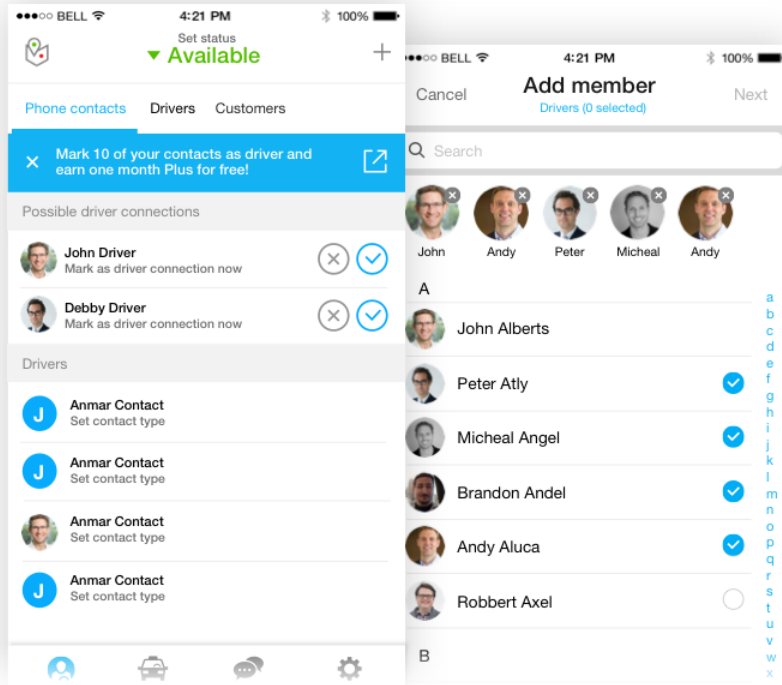 BELL
4:21 PM
100%
Set status
Available
Phone contacts
Drivers
Customers
Mark 10 of your contacts as driver and
earn one month Plus for free!
Possible driver connections
John Driver
Mark as driver connection now
Debby Driver
Mark as driver connection now
Drivers
J
Anmar Contact
Set contact type
J
Anmar Contact
Set contact type
Anmar Contact
Set contact type
J
Anmar Contact
Set contact type
BELL
4:21 PM
100%
Cancel
Add member
Next
Drivers (0 selected)
Search
John
Andy
Peter
Micheal
Andy
A
John Alberts
Peter Atly
Micheal Angel
Brandon Andel
Andy Aluca
Robbert Axel
B
a
b
c
d
e
f
g
h
i
j
k
l
m
n
o
p
q
r
s
t
u
v
w
x